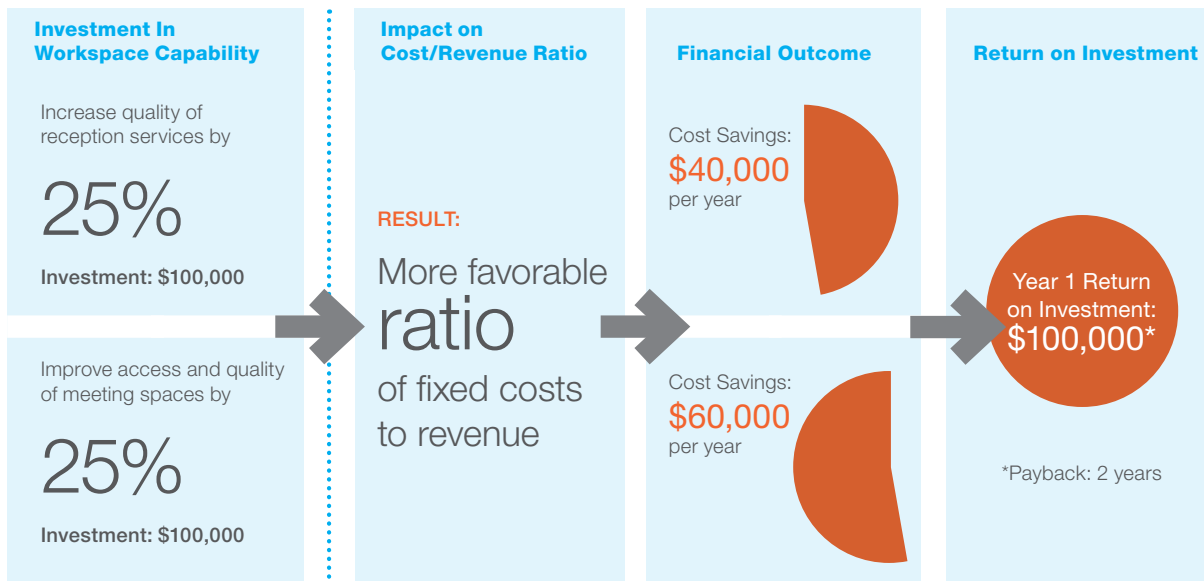 Investment In
Workspace Capability
Increase quality of
reception services by
25%
Investment: $100,000
Improve access and quality
of meeting spaces by
25%
Investment: $100,000
Impact on
Cost/Revenue Ratio
RESULT:
More favorable
ratio
of fixed costs
to revenue
Financial Outcome
Cost Savings:
$40,000
per year
Cost Savings:
$60,000
per year
Return on Investment
Year 1 Return
on Investment:
$100,000*
*Payback: 2 years